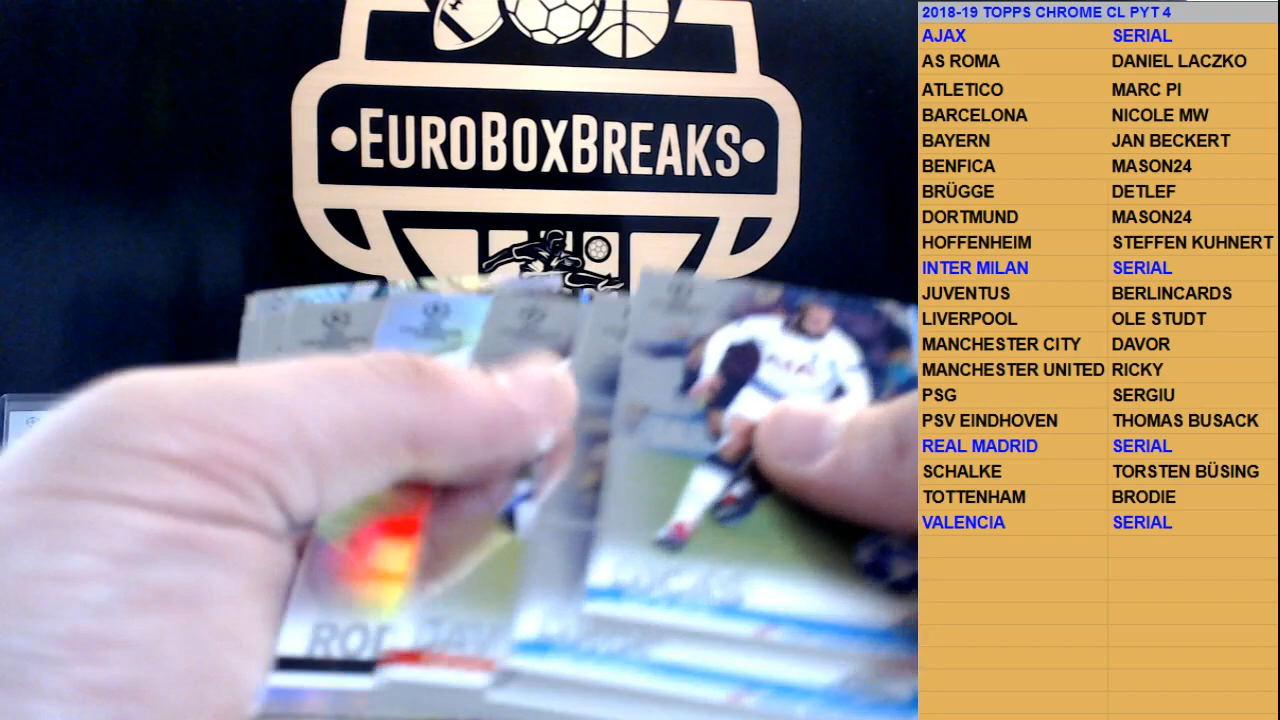 EUROBOXBREAKS
2018-19 TOPPS CHROME CL PYT 4
AJAX SERIAL
AS ROMA DANIEL LACZKO
ATLETICO MARC PI
BARCELONA NICOLE MW
BAYERN JAN BECKERT
BENFICA MASON24
BRÜGGE DETLEF
DORTMUND MASON24
HOFFENHEIM STEFFEN KUHNERT
INTER MILAN SERIAL
JUVENTUS BERLINCARDS
LIVERPOOL OLE STUDT
MANCHESTER CITY DAVOR
MANCHESTER UNITED RICKY
PSG SERGIU
PSV EINDHOVEN THOMAS BUSACK
REAL MADRID SERIAL
SCHALKE TORSTEN BÜSING
TOTTENHAM BRODIE
VALENCIA SERIAL